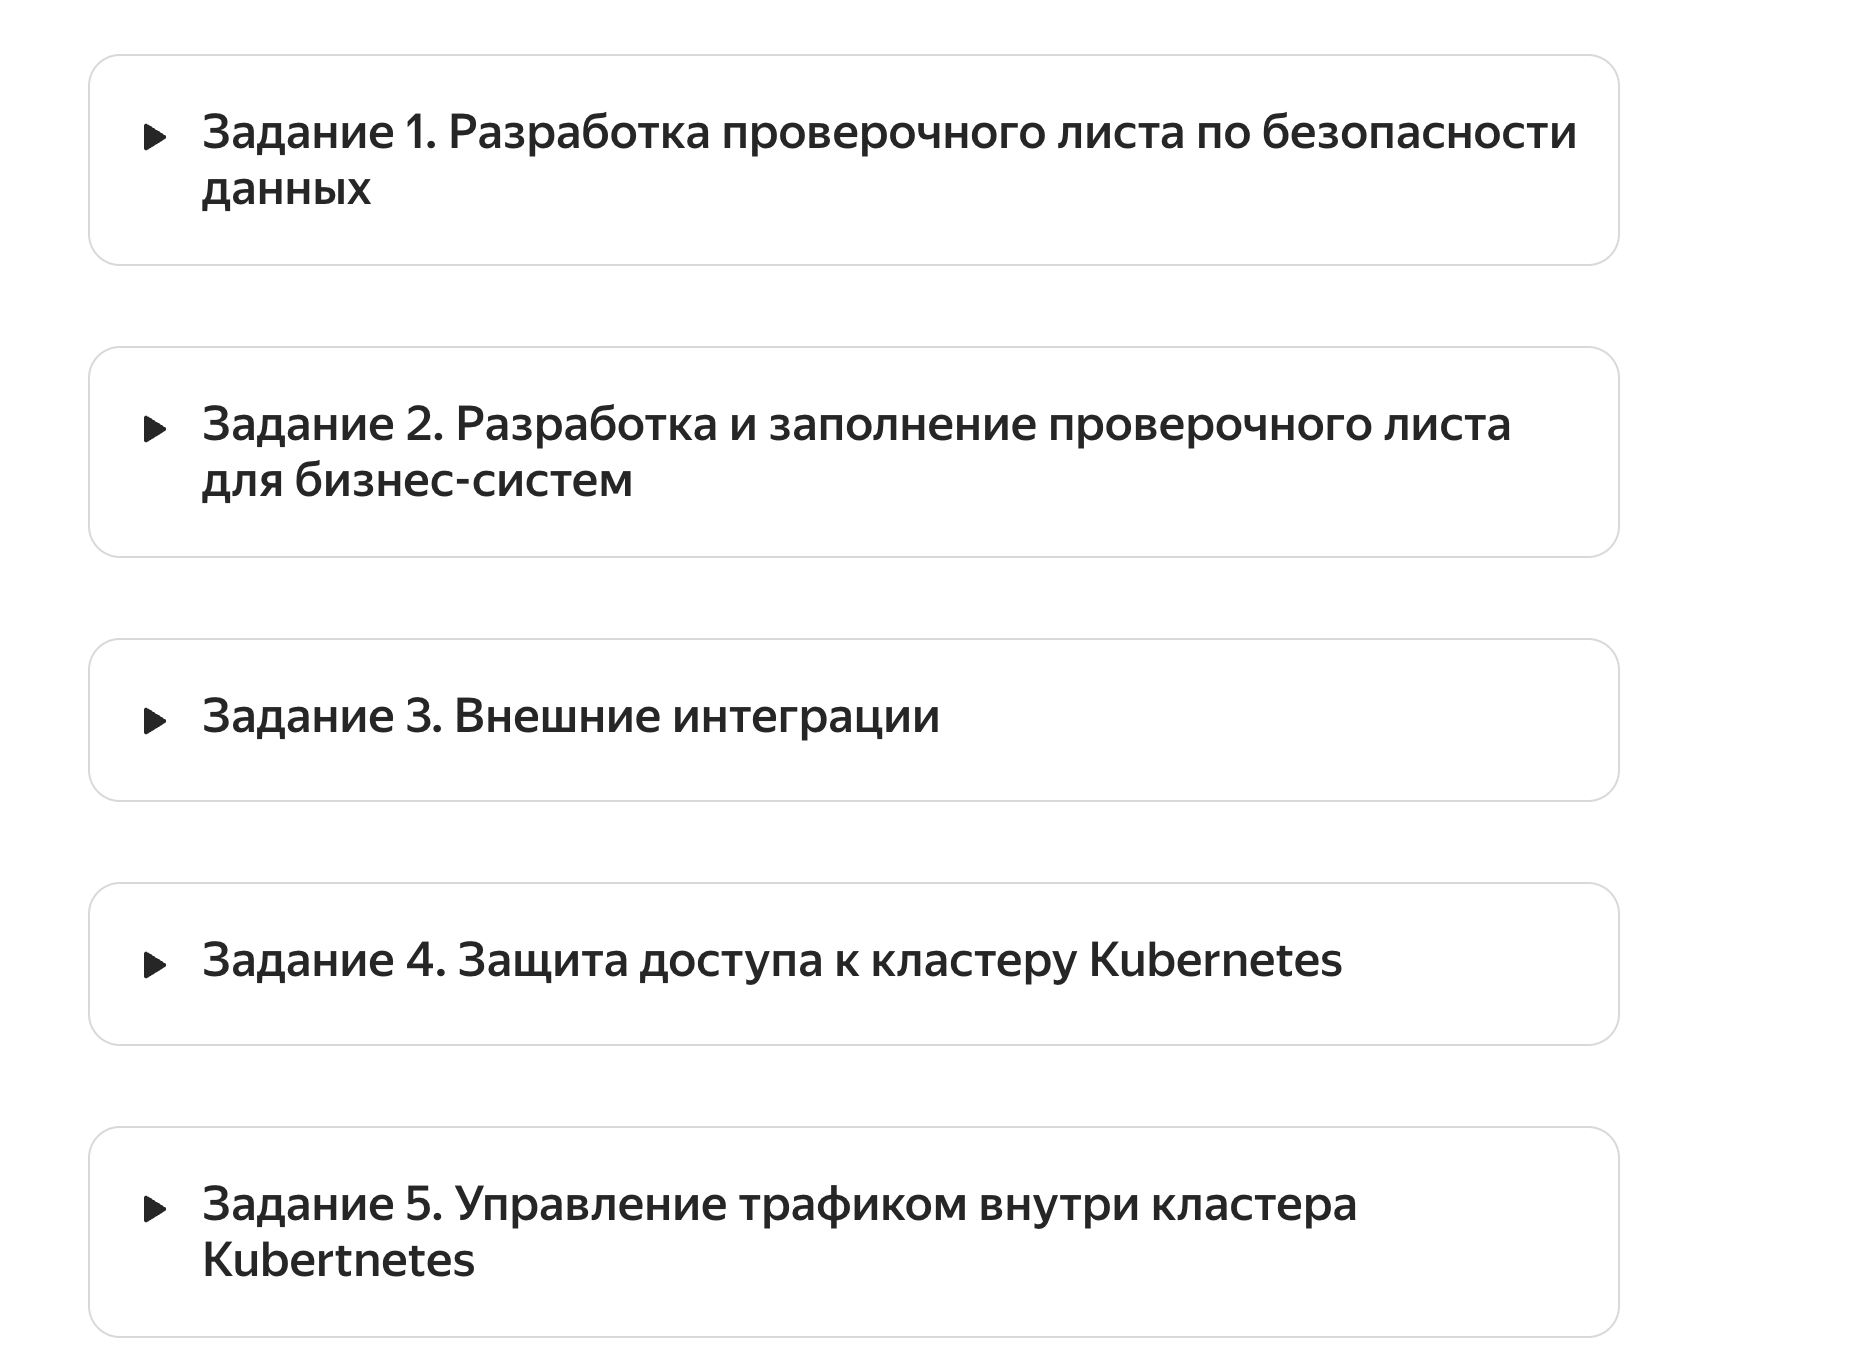 Задание 1. Разработка проверочного листа по безопасности
данных
Задание 2. Разработка и заполнение проверочного листа
для бизнес-систем
Задание 3. Внешние интеграции
Задание 4. Защита доступа к кластеру Kubernetes
Задание 5. Управление трафиком внутри кластера
Kubertnetes